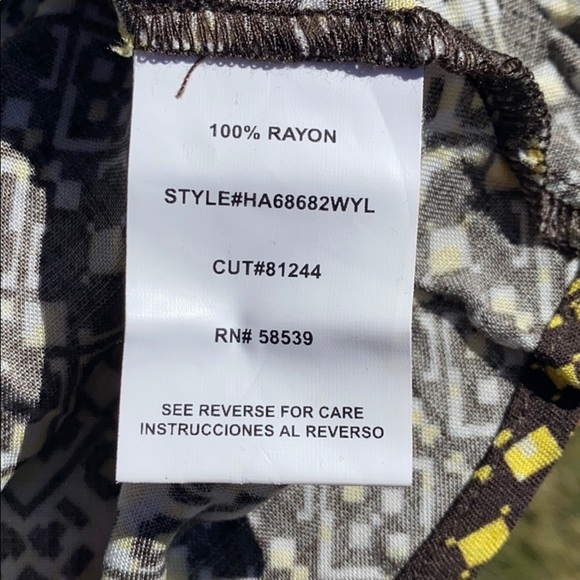 100% RAYON
STYLE#HA68682WYL
CUT#81244
RN# 58539
SEE REVERSE FOR CARE
INSTRUCCIONES AL REVERSO